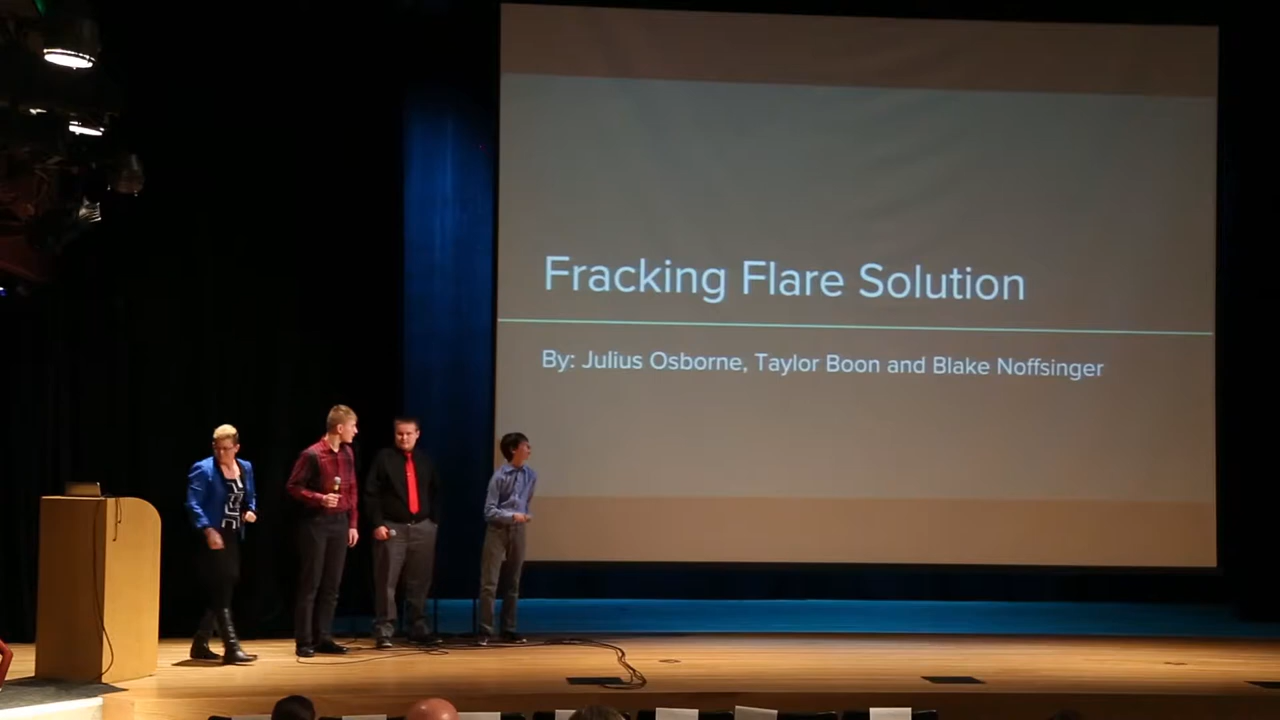 Fracking Flare Solution
By: Julius Osborne, Taylor Boon and Blake Noffsinger